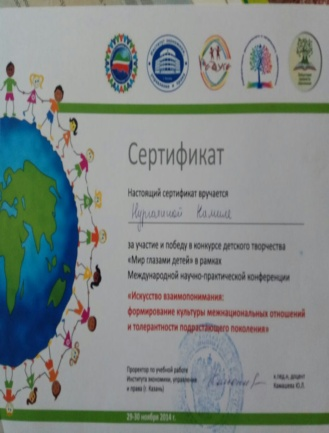 Сертификат
Настоящий сертификат вручается
Нургалиной Камиле
за участие и победу в конкурсе детского творчества
«Мир глазами детей» в рамках
Международной научно-практической конференции
«Искусство взаимопонимания:
формирование культуры межнациональных отношений
и толерантности подрастающего поколения»
Проректор по учебной работе
Института экономики, управления
и права (г. Казань)
к.пед.н, доцент
Камашева Ю.Л.
29-30 ноября 2014 г.